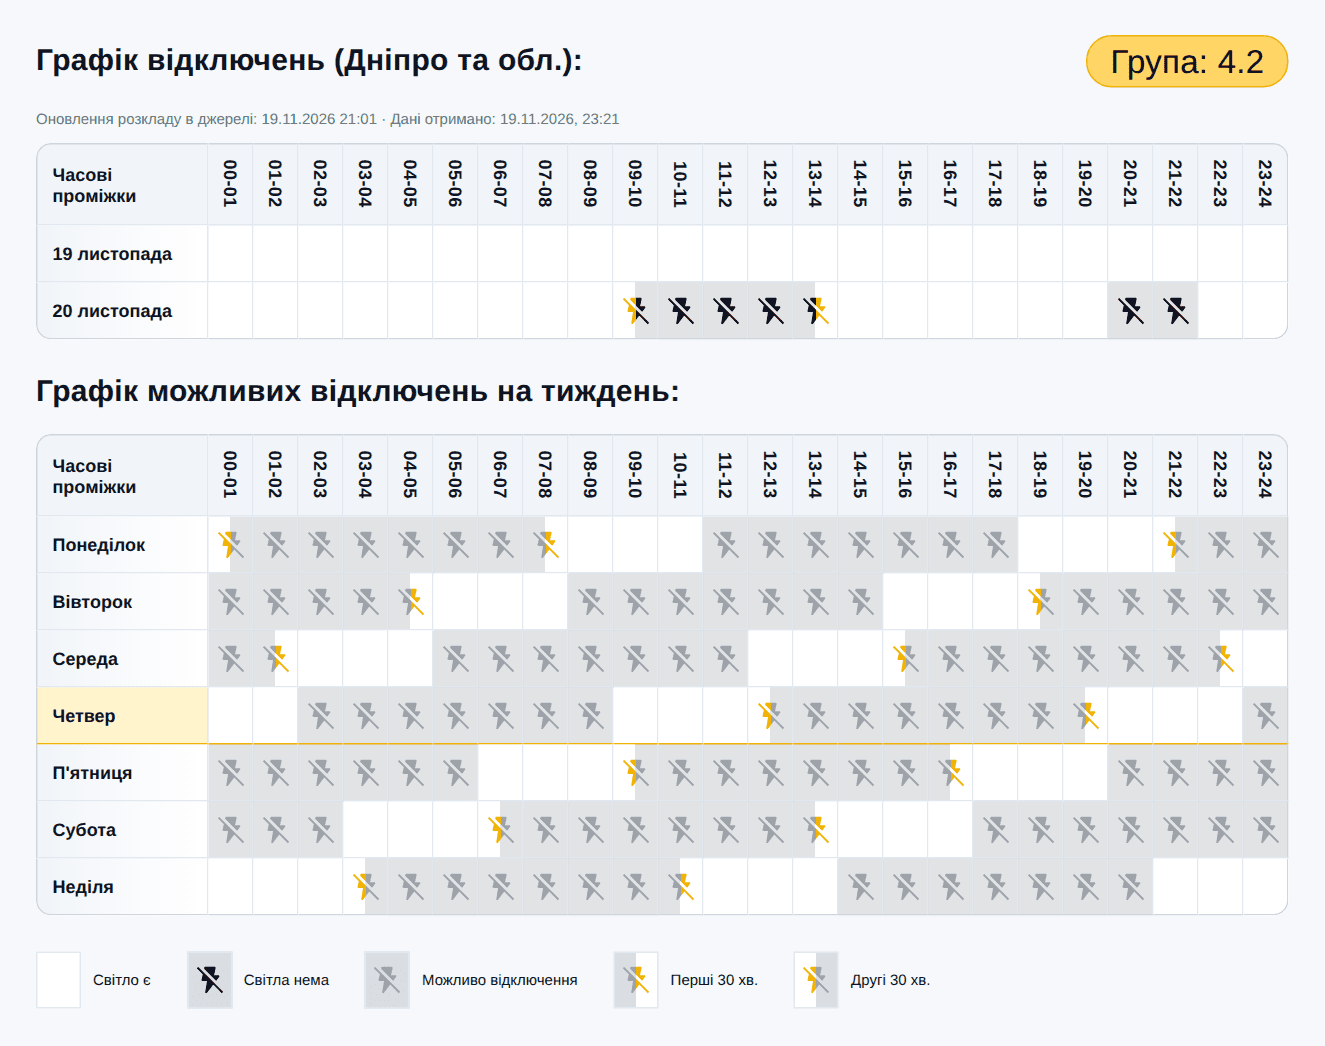 Графік відключень (Дніпро та обл.):
Група: 4.2
Оновлення розкладу в джерелі: 19.11.2026 21:01 · Дані отримано: 19.11.2026, 23:21
Часові
проміжки
00-01 01-02 02-03 03-04 04-05 05-06 06-07 07-08 08-09 09-10 10-11 11-12 12-13 13-14 14-15 15-16 16-17 17-18 18-19 19-20 20-21 21-22 22-23 23-24
19 листопада
20 листопада
Графік можливих відключень на тиждень:
Часові
проміжки
00-01 01-02 02-03 03-04 04-05 05-06 06-07 07-08 08-09 09-10 10-11 11-12 12-13 13-14 14-15 15-16 16-17 17-18 18-19 19-20 20-21 21-22 22-23 23-24
Понеділок
Вівторок
Середа
Четвер
П'ятниця
Субота
Неділя
Світло є
Світла нема
Можливо відключення
Перші 30 хв.
Другі 30 хв.